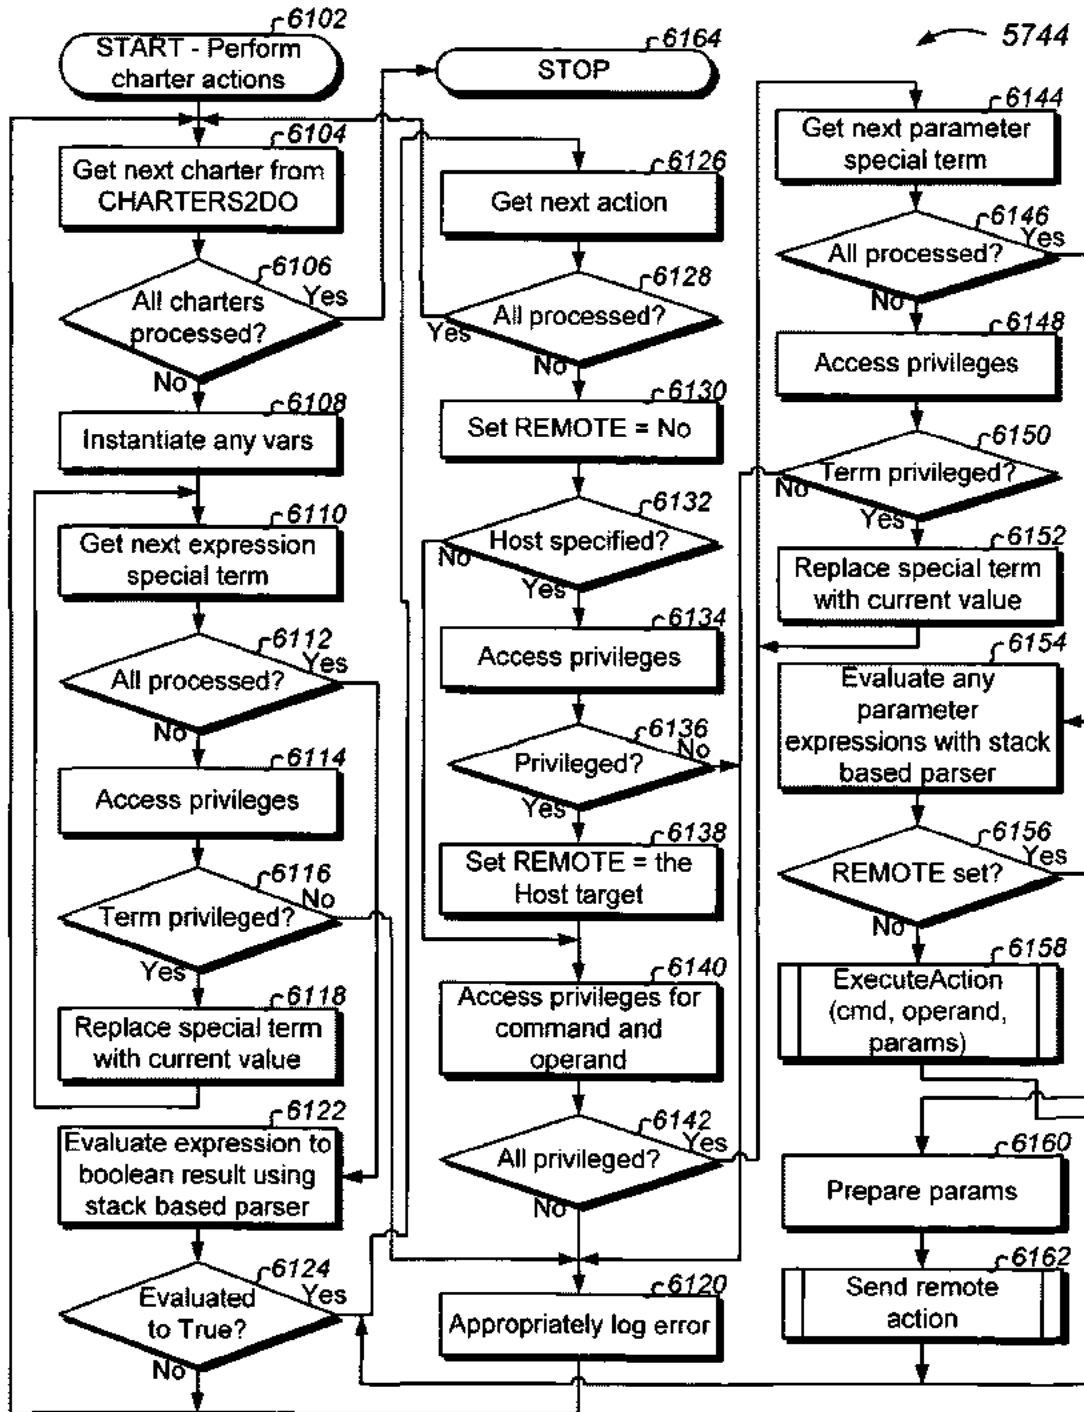 6102
START - Perform
charter actions
6104
Get next charter from
CHARTERS2DO
6106
All charters
processed?
Yes
No
6108
Instantiate any vars
6110
Get next expression
special term
6112
All processed?
Yes
No
6114
Access privileges
6116
Term privileged?
No
Yes
6118
Replace special term
with current value
6122
Evaluate expression to
boolean result using
stack based parser
6124
Evaluated
to True?
Yes
No
6164
STOP
6126
Get next action
6128
All processed?
Yes
No
6130
Set REMOTE = No
6132
Host specified?
No
Yes
6134
Access privileges
6136
Privileged?
No
Yes
6138
Set REMOTE = the
Host target
6140
Access privileges for
command and
operand
6142
All privileged?
Yes
No
6120
Appropriately log error
5744
6144
Get next parameter
special term
6146
All processed?
Yes
No
6148
Access privileges
6150
Term privileged?
No
Yes
6152
Replace special term
with current value
6154
Evaluate any
parameter
expressions with stack
based parser
6156
REMOTE set?
Yes
No
6158
ExecuteAction
(cmd, operand,
params)
6160
Prepare params
6162
Send remote
action